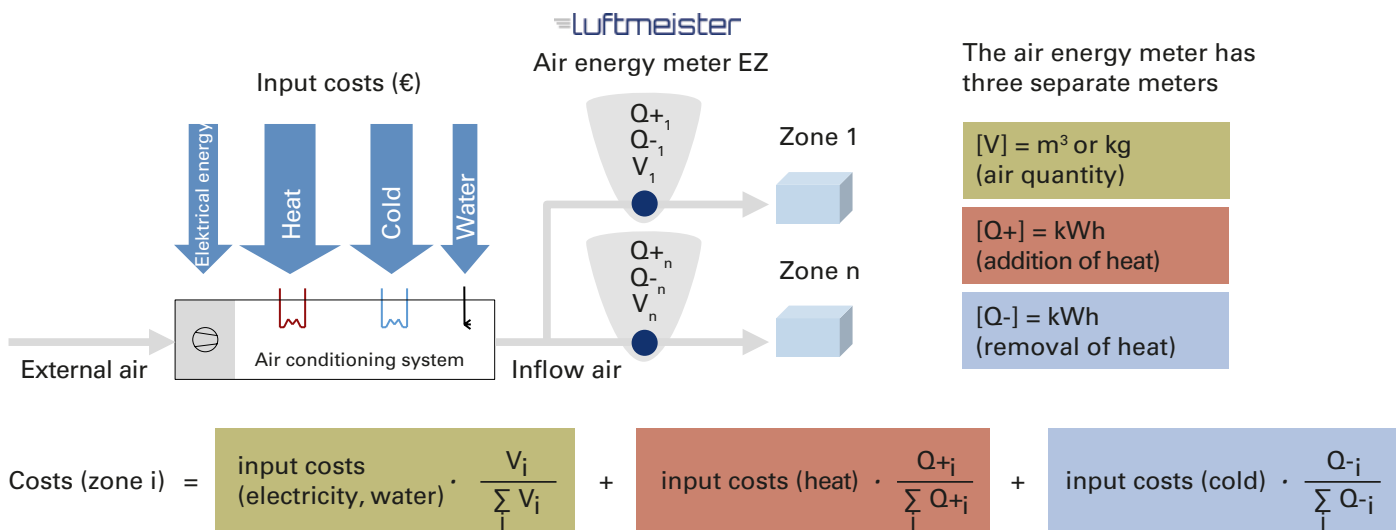 luftmeister
Air energy meter EZ
Input costs (€)
Elektrical energy
Heat
Cold
Water
Q+1
Q-1
V1
Zone 1
Q+n
Q-n
Vn
Zone n
External air
Air conditioning system
Inflow air
The air energy meter has
three separate meters
[V] = m³ or kg
(air quantity)
[Q+] = kWh
(addition of heat)
[Q-] = kWh
(removal of heat)
Costs (zone i) = input costs (electricity, water) · Vi / ∑i Vi + input costs (heat) · Q+i / ∑i Q+i + input costs (cold) · Q-i / ∑i Q-i